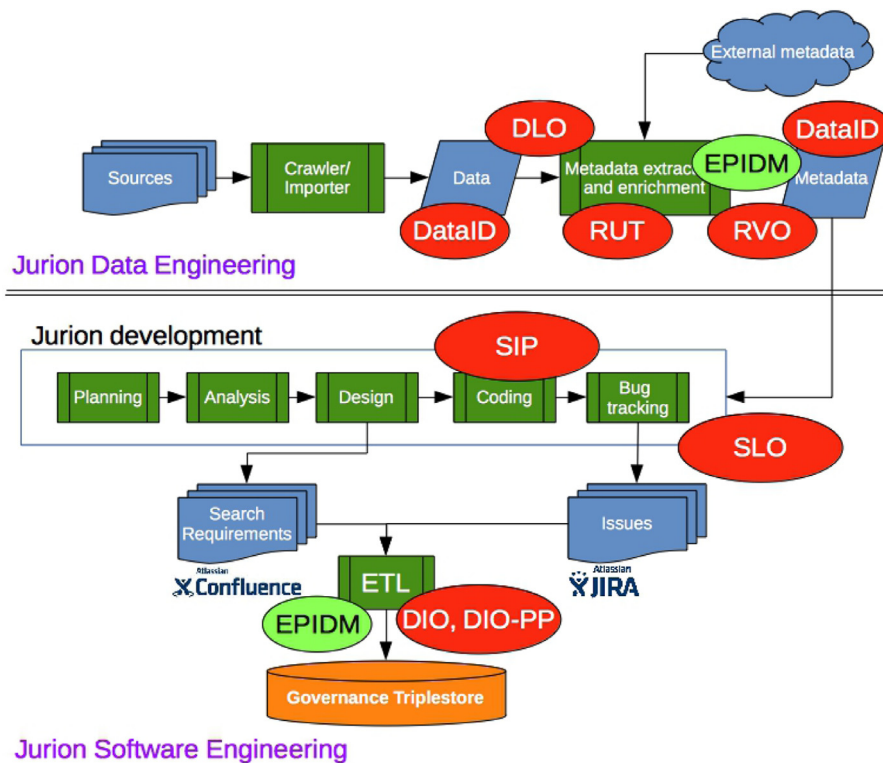 External metadata
DLO
DataID
Sources
Crawler/
Importer
Data
Metadata extrac
and enrichment
EPIDM
Metadata
DataID
RUT
RVO
Jurion Data Engineering
Jurion development
SIP
Planning
Analysis
Design
Coding
Bug
tracking
SLO
Search
Requirements
Issues
Atlassian
Confluence
Atlassian
JIRA
ETL
EPIDM
DIO, DIO-PP
Governance Triplestore
Jurion Software Engineering